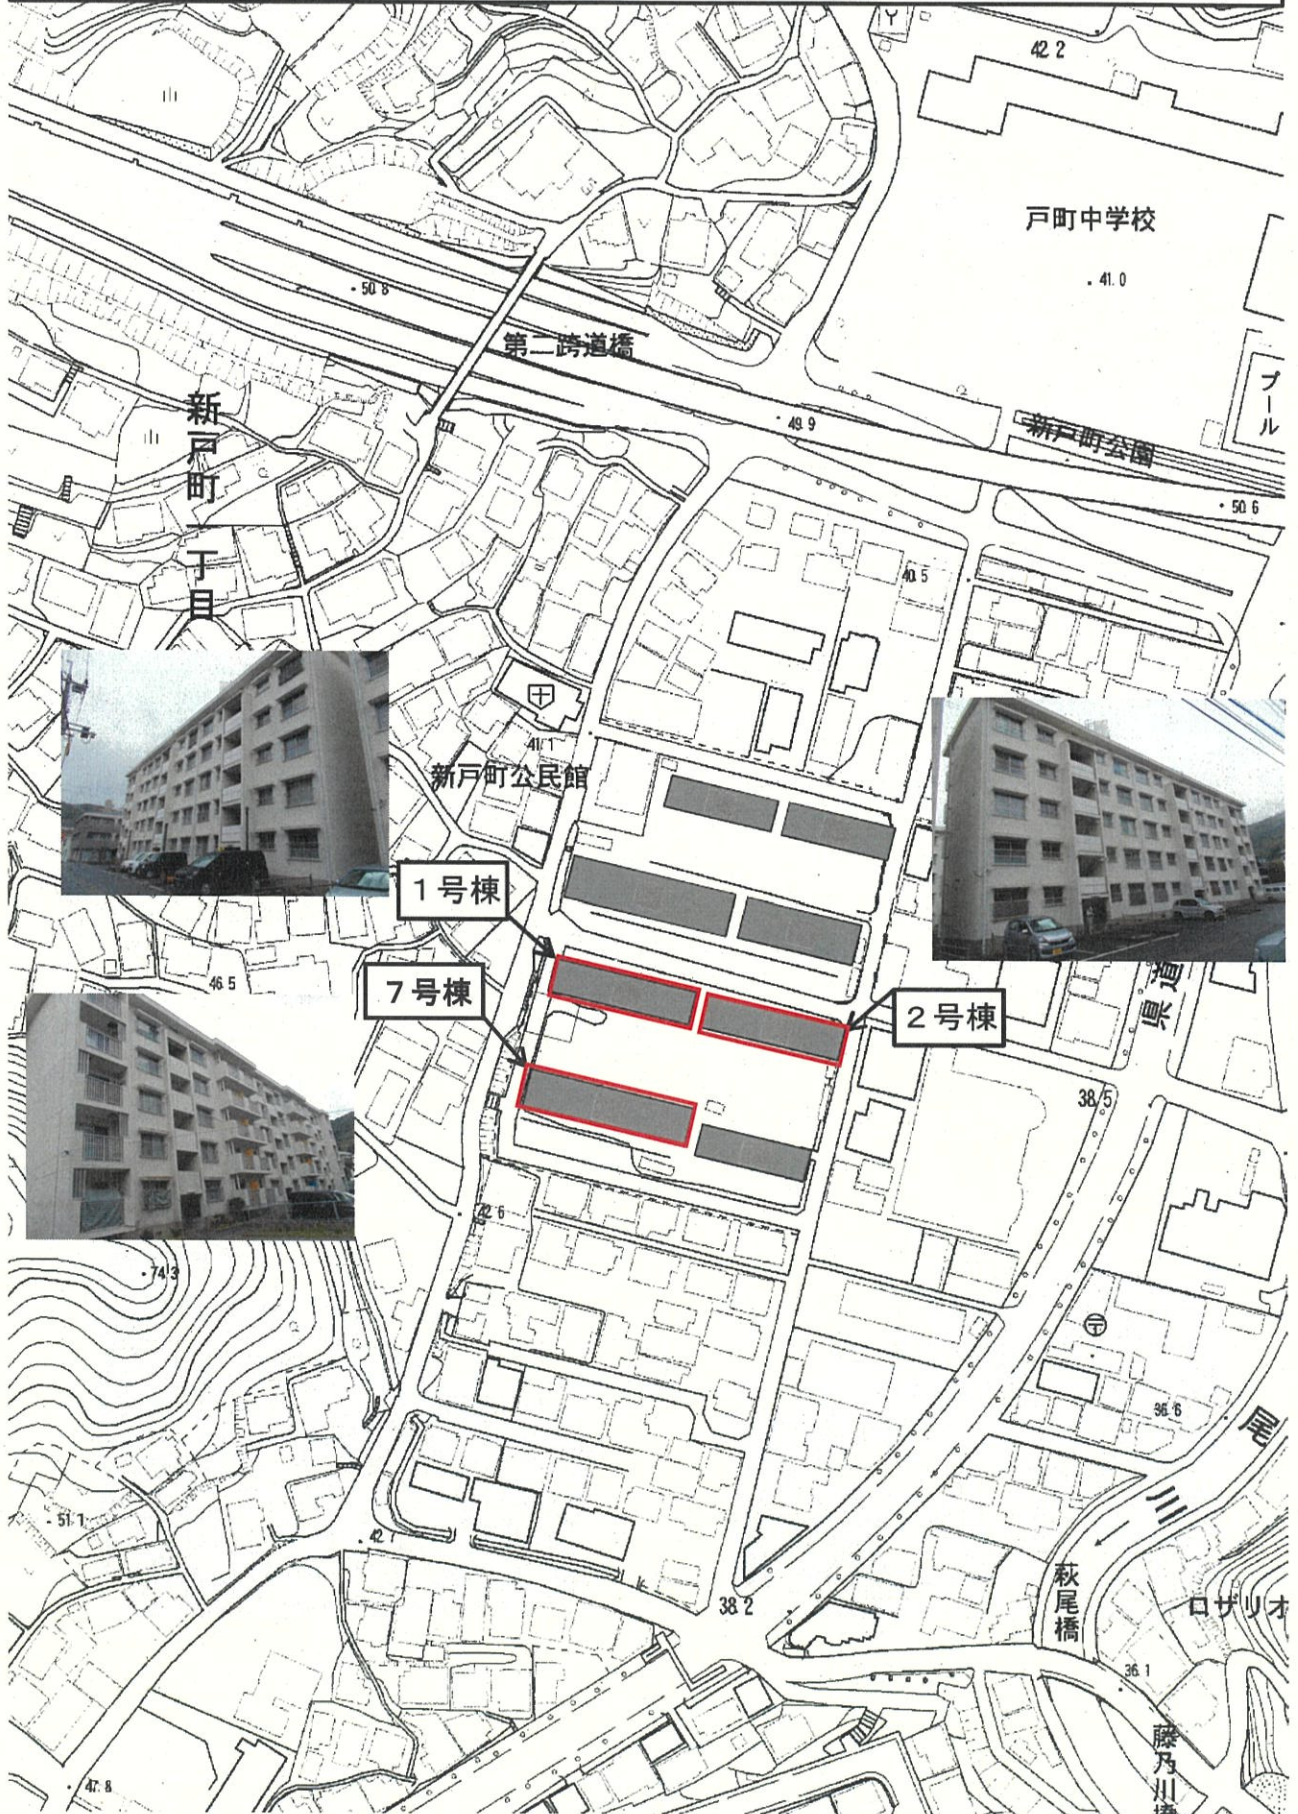 42.2
戸町中学校
41.0
50.8
第二跨道橋
プール
新戸町一丁目
49.9
新戸町公園
50.6
40.5
41.1
新戸町公民館
1号棟
46.5
7号棟
2号棟
県道
38.5
42.6
74.3
36.6
尾
川
51.1
42.1
萩尾橋
38.2
ロザリオ
36.1
藤乃川橋
47.8